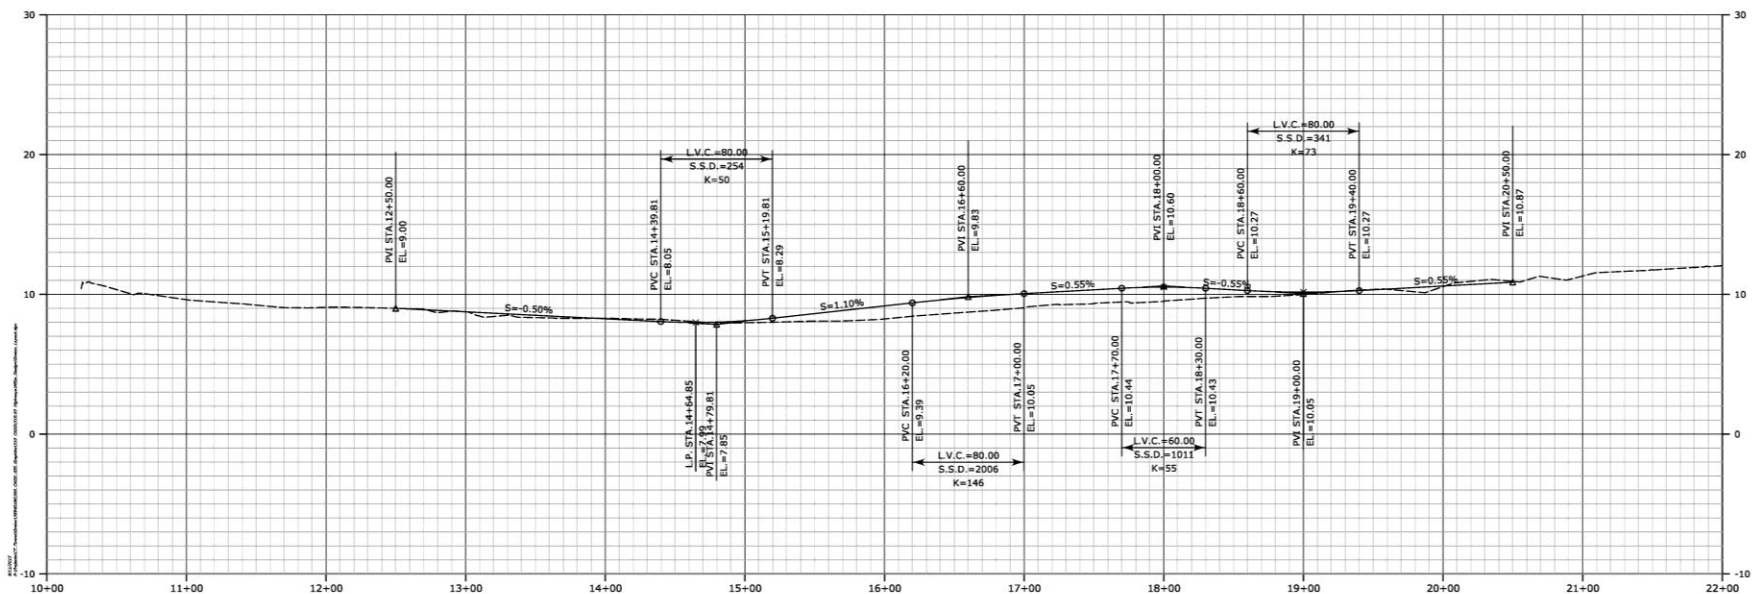 30
30
L.V.C.=80.00
S.S.D.=341
K=73
20
20
L.V.C.=80.00
S.S.D.=254
K=50
PVI STA.12+50.00
EL.=9.00
PVC STA.14+39.81
EL.=8.05
PVT STA.15+19.81
EL.=8.29
PVI STA.16+60.00
EL.=9.83
PVI STA.18+00.00
EL.=10.60
PVC STA.18+60.00
EL.=10.27
PVT STA.19+40.00
EL.=10.27
PVI STA.20+50.00
EL.=10.87
10
10
S=-0.50%
S=1.10%
S=0.55%
S=-0.55%
S=0.55%
L.P. STA.14+64.85
EL.=7.99
PVI STA.14+79.81
EL.=7.85
PVC STA.16+20.00
EL.=9.39
PVT STA.17+00.00
EL.=10.05
PVC STA.17+70.00
EL.=10.44
PVT STA.18+30.00
EL.=10.43
PVI STA.19+00.00
EL.=10.05
0
0
L.V.C.=80.00
S.S.D.=2006
K=146
L.V.C.=60.00
S.S.D.=1011
K=55
-10
-10
10+00 11+00 12+00 13+00 14+00 15+00 16+00 17+00 18+00 19+00 20+00 21+00 22+00